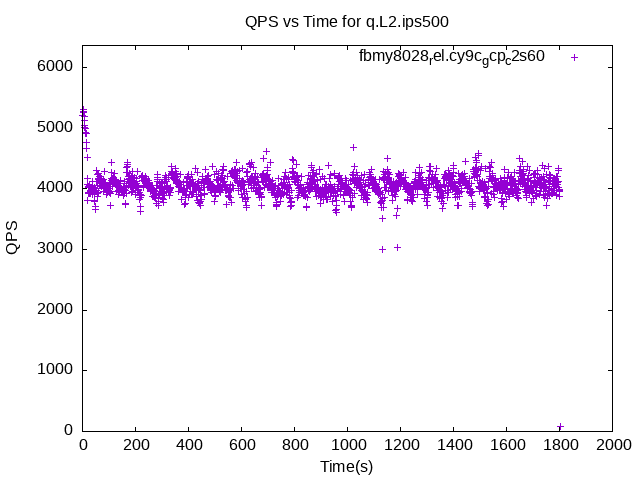 QPS vs Time for q.L2.ips500
fbmy8028rel.cy9cgcpc2s60
6000
5000
4000
3000
2000
1000
0
QPS
0 200 400 600 800 1000 1200 1400 1600 1800 2000
Time(s)